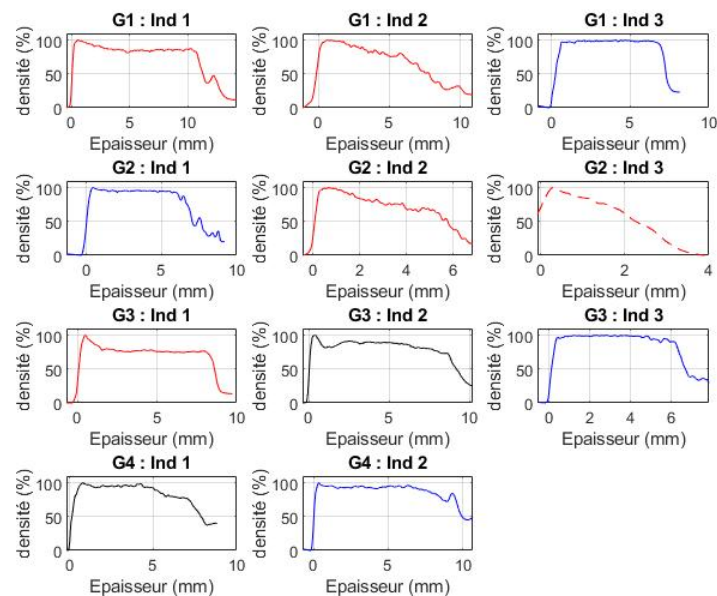 G1 : Ind 1
G1 : Ind 2
G1 : Ind 3
densité (%)
100
50
0
0
5
10
Epaisseur (mm)
densité (%)
100
50
0
0
5
10
Epaisseur (mm)
densité (%)
100
50
0
0
5
10
Epaisseur (mm)
G2 : Ind 1
G2 : Ind 2
G2 : Ind 3
densité (%)
100
50
0
0
5
10
Epaisseur (mm)
densité (%)
100
50
0
0
2
4
6
Epaisseur (mm)
densité (%)
100
50
0
0
2
4
Epaisseur (mm)
G3 : Ind 1
G3 : Ind 2
G3 : Ind 3
densité (%)
100
50
0
0
5
10
Epaisseur (mm)
densité (%)
100
50
0
0
5
10
Epaisseur (mm)
densité (%)
100
50
0
0
2
4
6
Epaisseur (mm)
G4 : Ind 1
G4 : Ind 2
densité (%)
100
50
0
0
5
10
Epaisseur (mm)
densité (%)
100
50
0
0
5
10
Epaisseur (mm)